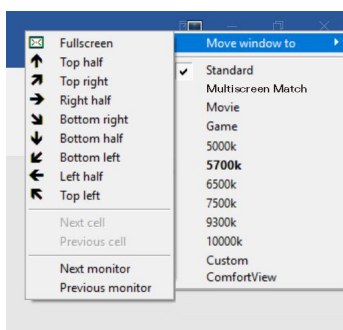 Fullscreen
Top half
Top right
Right half
Bottom right
Bottom half
Bottom left
Left half
Top left
Next cell
Previous cell
Next monitor
Previous monitor
Move window to
Standard
Multiscreen Match
Movie
Game
5000k
5700k
6500k
7500k
9300k
10000k
Custom
ComfortView